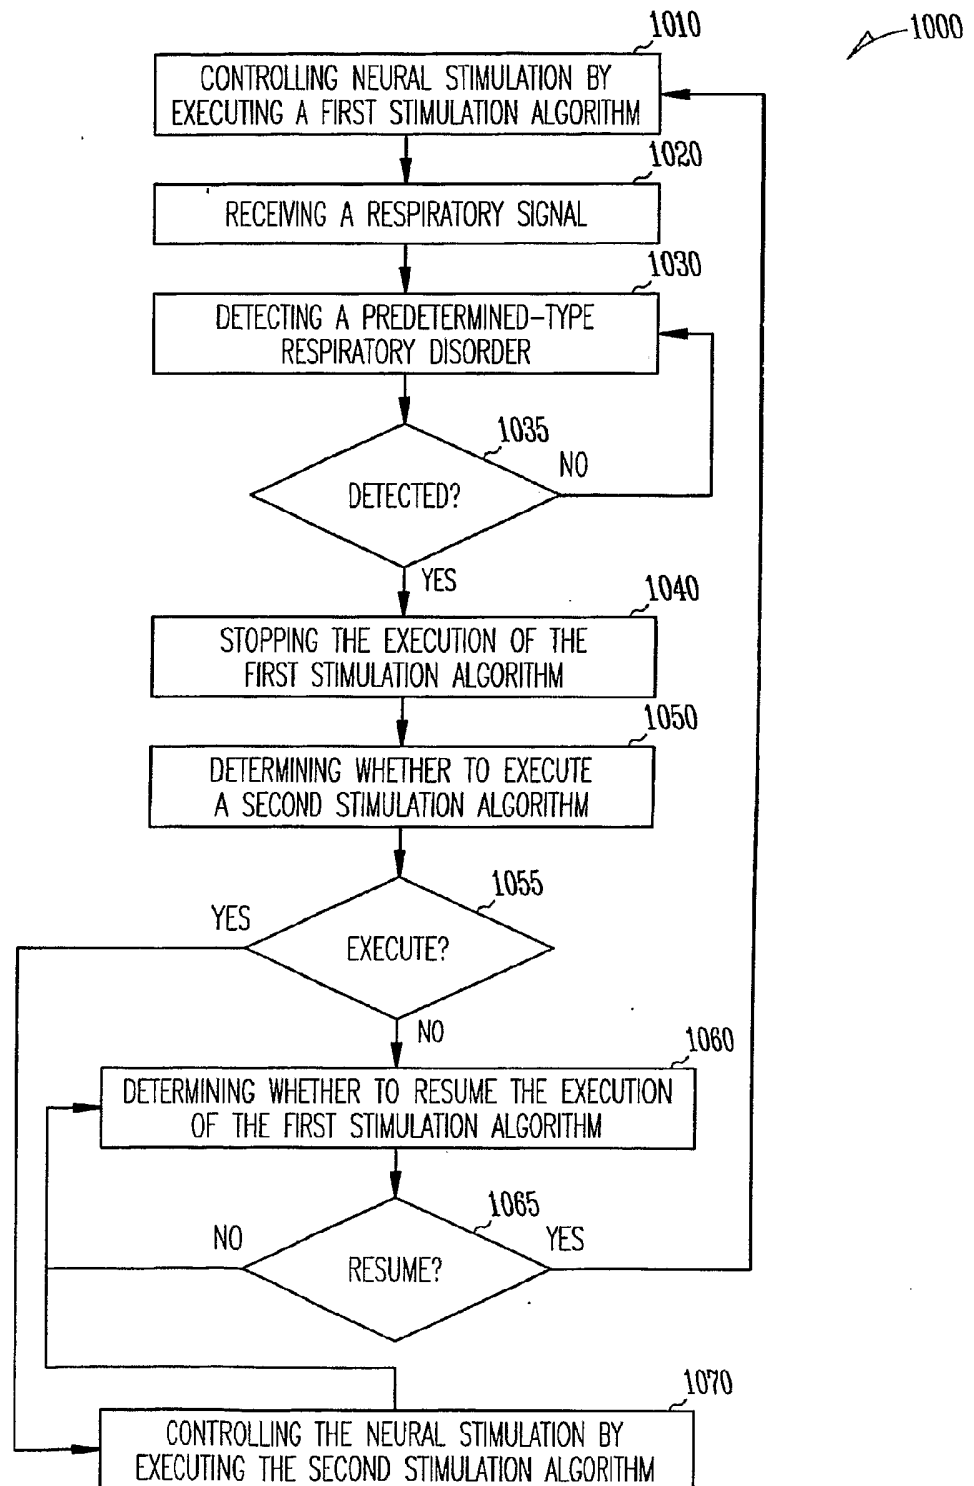 1000
1010
CONTROLLING NEURAL STIMULATION BY
EXECUTING A FIRST STIMULATION ALGORITHM
1020
RECEIVING A RESPIRATORY SIGNAL
1030
DETECTING A PREDETERMINED-TYPE
RESPIRATORY DISORDER
1035
DETECTED?
NO
YES
1040
STOPPING THE EXECUTION OF THE
FIRST STIMULATION ALGORITHM
1050
DETERMINING WHETHER TO EXECUTE
A SECOND STIMULATION ALGORITHM
1055
YES
EXECUTE?
NO
1060
DETERMINING WHETHER TO RESUME THE EXECUTION
OF THE FIRST STIMULATION ALGORITHM
1065
NO
RESUME?
YES
1070
CONTROLLING THE NEURAL STIMULATION BY
EXECUTING THE SECOND STIMULATION ALGORITHM